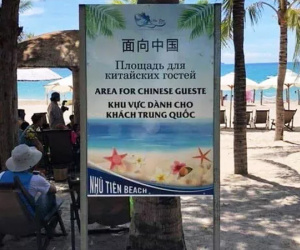 面向中国
Площадь для
китайских гостей
AREA FOR CHINESE GUESTE
KHU VỰC DÀNH CHO
KHÁCH TRUNG QUỐC
NHŨ TIÊN BEACH